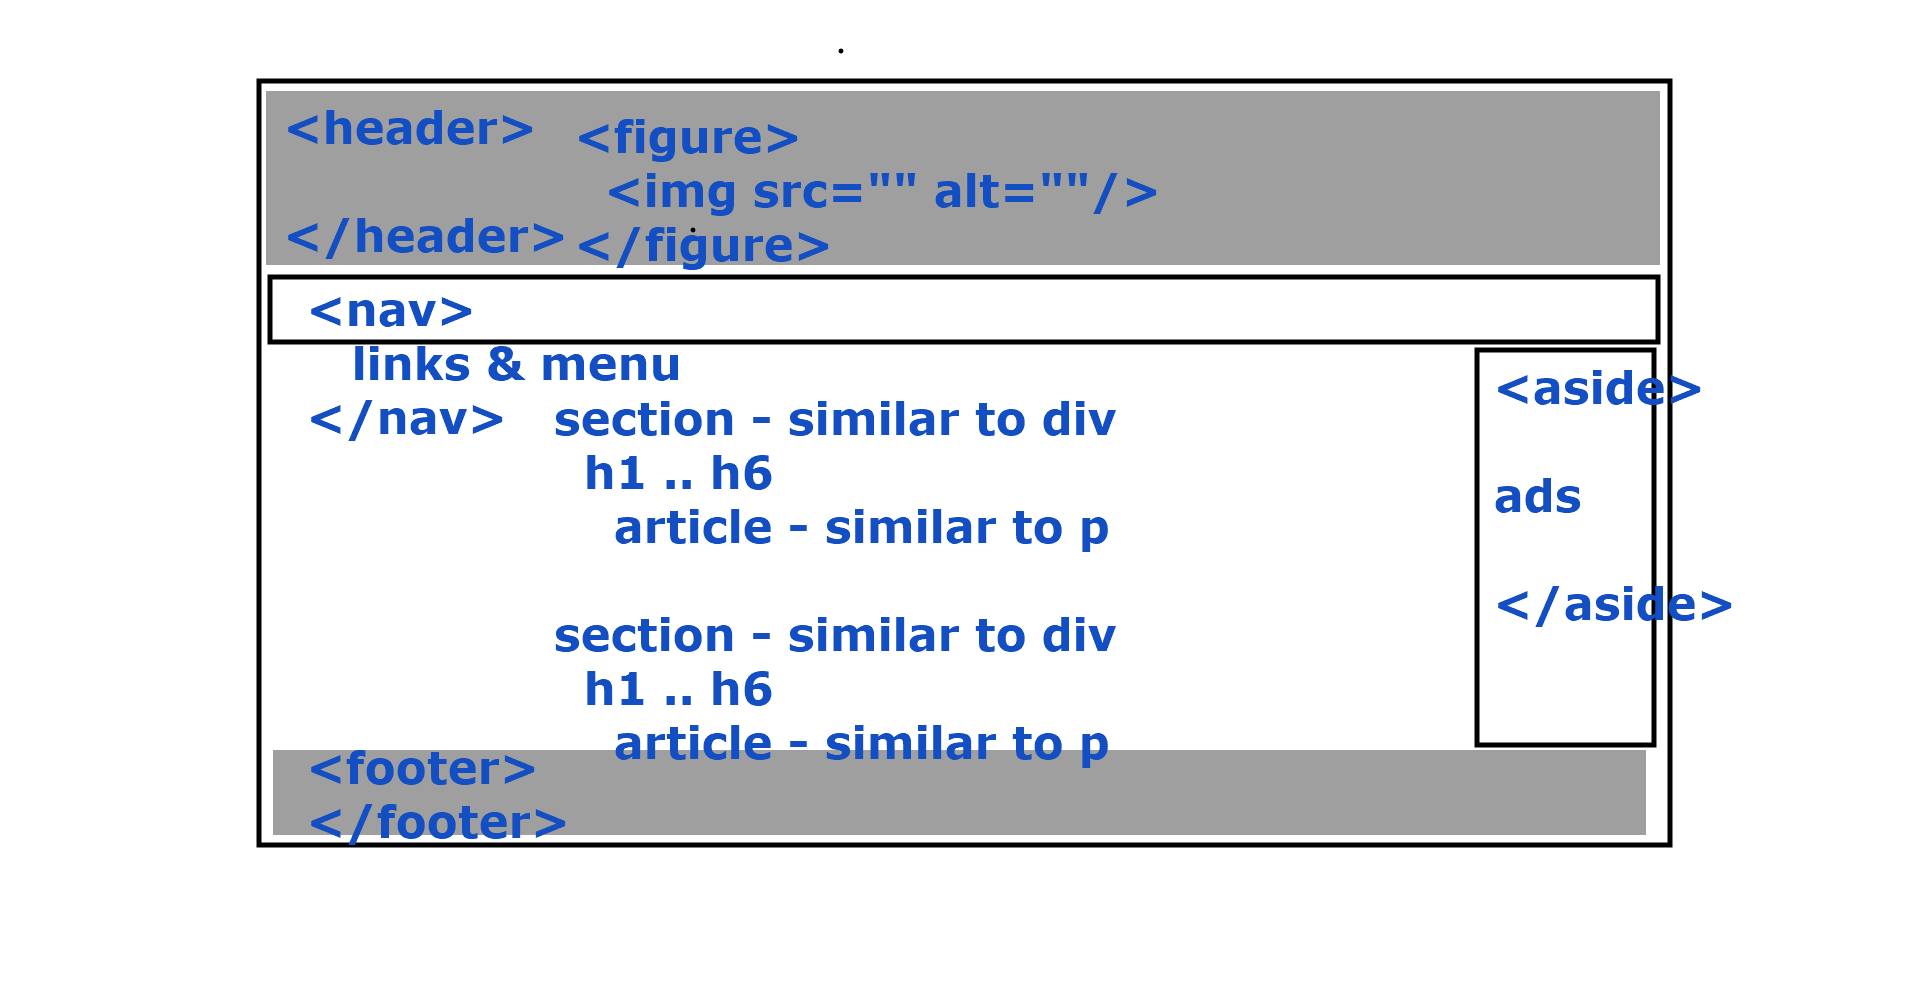 <header>
</header>
<figure>
<img src="" alt=""/>
</figure>
<nav>
links & menu
</nav>
section - similar to div
h1 .. h6
article - similar to p
section - similar to div
h1 .. h6
article - similar to p
<aside>
ads
</aside>
<footer>
</footer>